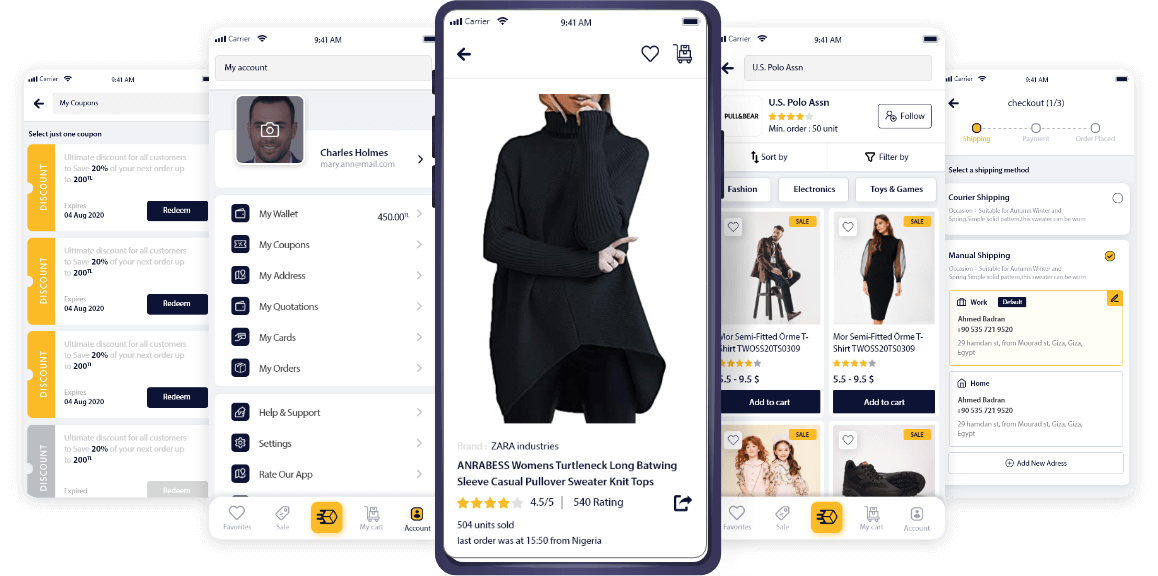 Carrier
9:41 AM
My Coupons
Select just one coupon
DISCOUNT
Ultimate discount for all customers
to Save 20% of your next order up
to 200TL
Expires
04 Aug 2020
Redeem
DISCOUNT
Ultimate discount for all customers
to Save 20% of your next order up
to 200TL
Expires
04 Aug 2020
Redeem
DISCOUNT
Ultimate discount for all customers
to Save 20% of your next order up
to 200TL
Expires
04 Aug 2020
Redeem
DISCOUNT
Ultimate discount for all customers
to Save 20% of your next order up
to 200TL
Expired
Redeem
Carrier
9:41 AM
My account
Charles Holmes
mary.ann@mail.com
My Wallet 450.00TL
My Coupons
My Address
My Quotations
My Cards
My Orders
Help & Support
Settings
Rate Our App
Favorites Sale My cart Account
Carrier 9:41 AM
Brand : ZARA industries
ANRABESS Womens Turtleneck Long Batwing
Sleeve Casual Pullover Sweater Knit Tops
4.5/5 | 540 Rating
504 units sold
last order was at 15:50 from Nigeria
Carrier 9:41 AM
U.S. Polo Assn
PULL&BEAR
U.S. Polo Assn
Min. order : 50 unit
Follow
Sort by Filter by
Fashion Electronics Toys & Games
SALE SALE
Mor Semi-Fitted Örme T-
Shirt TWOSS20TS0309
5.5 - 9.5 $
Add to cart
Mor Semi-Fitted Örme T-
Shirt TWOSS20TS0309
5.5 - 9.5 $
Add to cart
SALE SALE
Favorites Sale My cart Account
Carrier 9:41 AM
checkout (1/3)
Shipping Payment Order Placed
Select a shipping method
Courier Shipping
Occasion : Suitable for Autumn Winter and
Spring.Simple solid pattern,this sweater can be worn
Manual Shipping
Occasion : Suitable for Autumn Winter and
Spring.Simple solid pattern,this sweater can be worn
Work Default
Ahmed Badran
+90 535 721 9520
29 hamdan st, from Mourad st, Giza, Giza,
Egypt
Home
Ahmed Badran
+90 535 721 9520
29 hamdan st, from Mourad st, Giza, Giza,
Egypt
Add New Adress